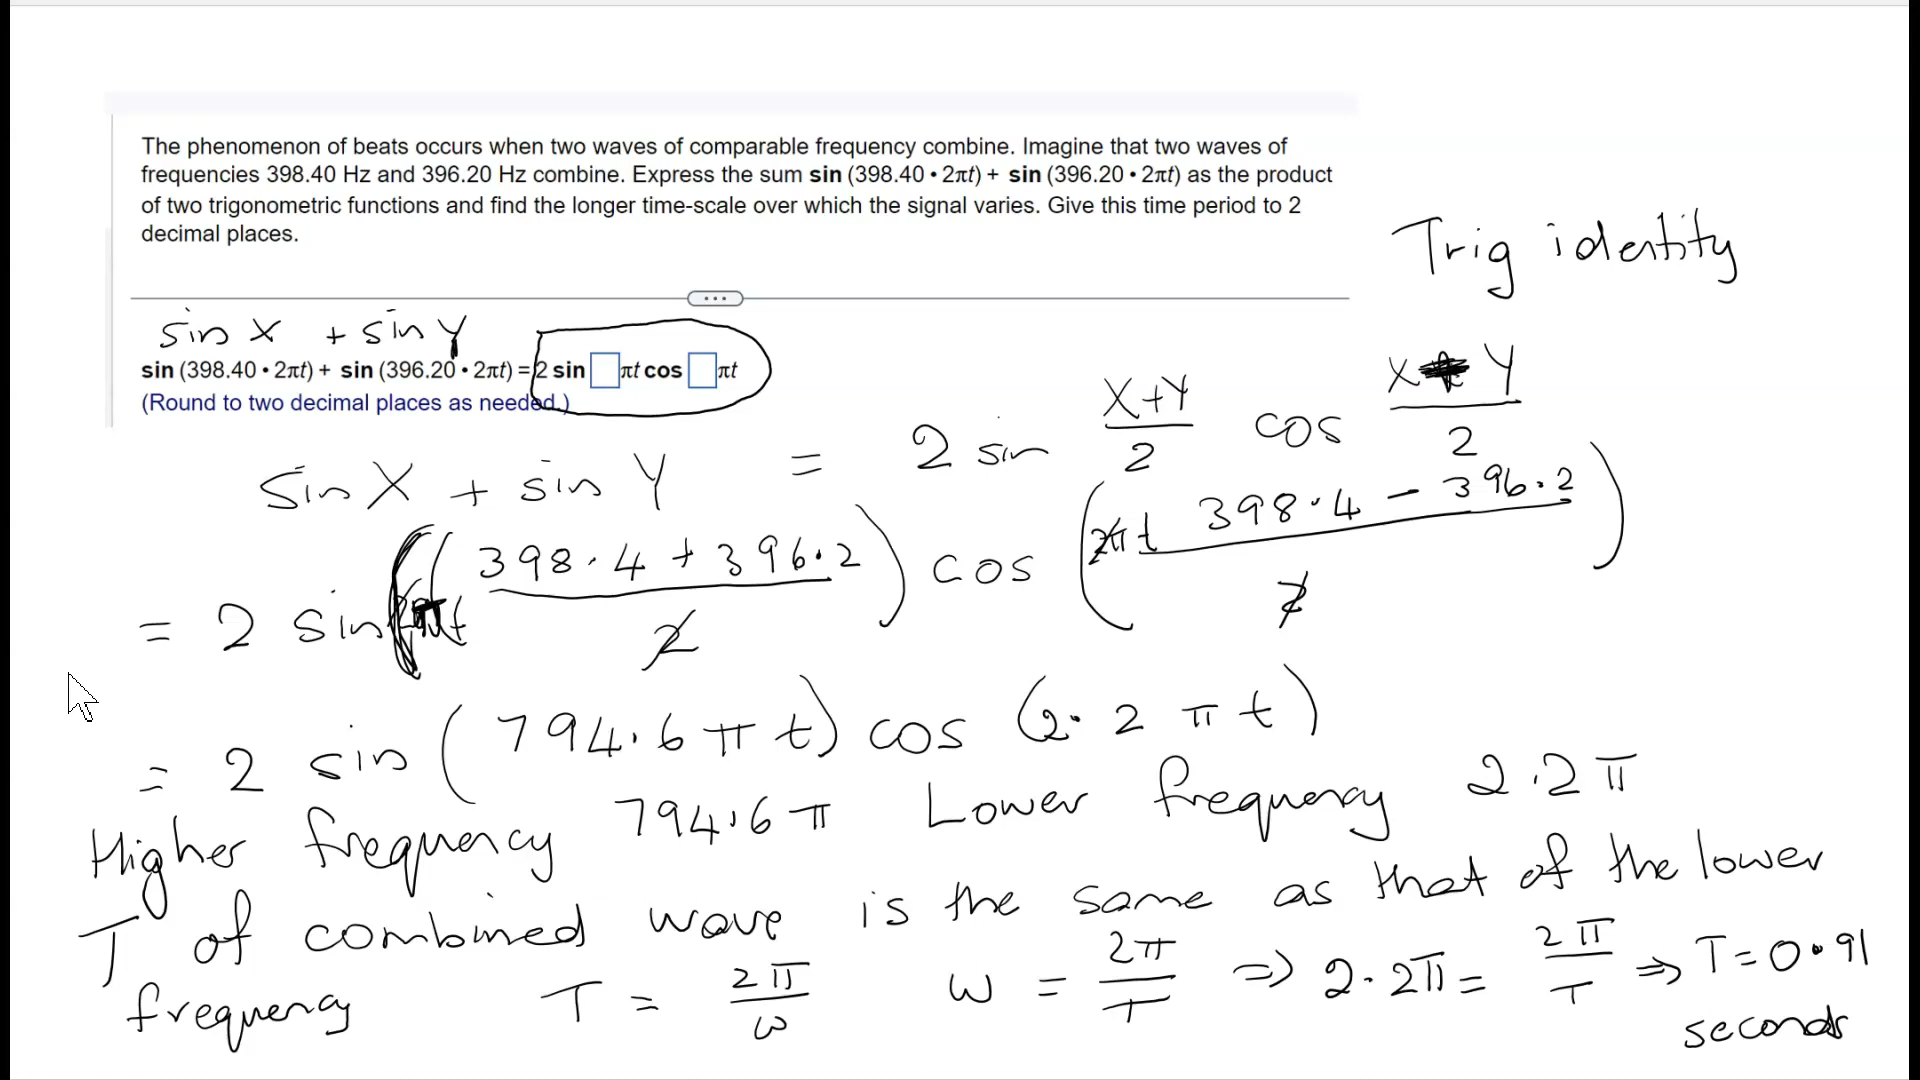 The phenomenon of beats occurs when two waves of comparable frequency combine. Imagine that two waves of
frequencies 398.40 Hz and 396.20 Hz combine. Express the sum sin (398.40 • 2πt) + sin (396.20 • 2πt) as the product
of two trigonometric functions and find the longer time-scale over which the signal varies. Give this time period to 2
decimal places.
Trig identity
sin X + sin Y
sin (398.40 • 2πt) + sin (396.20 • 2πt) = 2 sin □ πt cos □ πt
(Round to two decimal places as needed.)
sin X + sin Y = 2 sin (X+Y)/2 cos (X - Y)/2
= 2 sin (2πt (398.4 + 396.2)/2) cos (2πt (398.4 - 396.2)/2)
= 2 sin (794.6 π t) cos (2.2 π t)
Higher frequency 794.6 π Lower frequency 2.2 π
T of combined wave is the same as that of the lower
frequency T = 2π/ω ω = 2π/T ⇒ 2.2π = 2π/T ⇒ T = 0.91
seconds